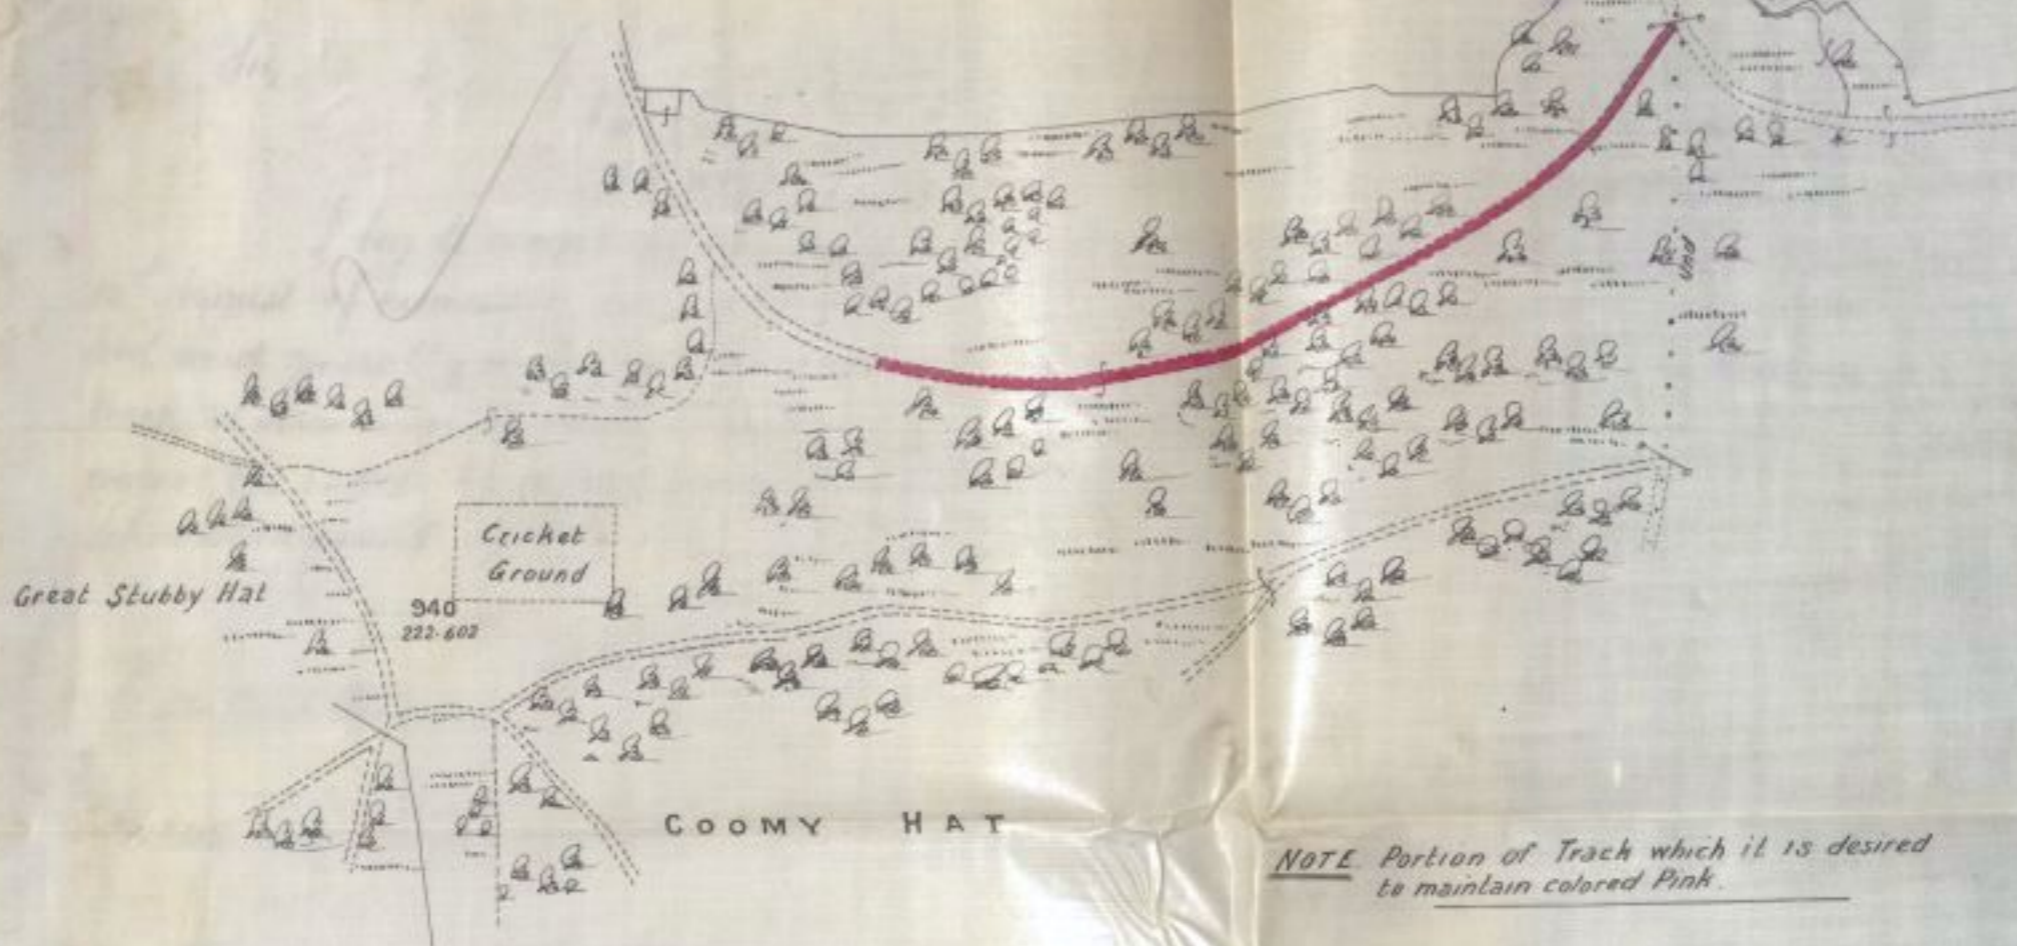 Cricket
Ground
Great Stubby Hat
940
222·602
Und
COOMY HAT
NOTE Portion of Track which it is desired
to maintain colored Pink.